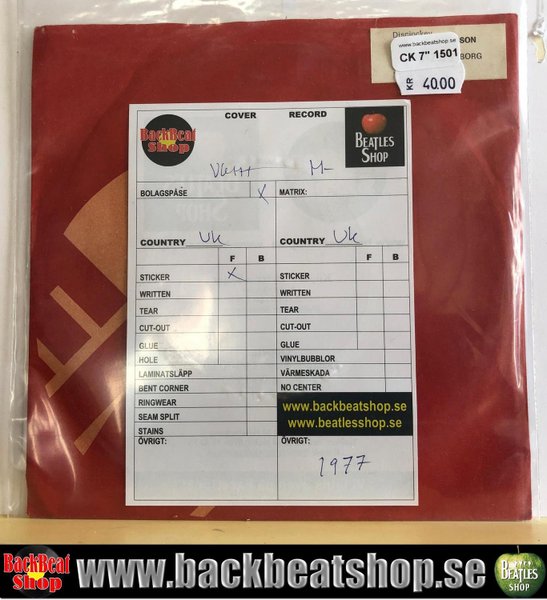 Discjockey
www.backbeatshop.se
SON
CK 7" 1501
BORG
KR 40.00
COVER RECORD
BackBeat Shop
BEATLES SHOP
VG+++ M-
BOLAGSPÅSE X MATRIX:
COUNTRY UK COUNTRY UK
F B F B
STICKER X STICKER
WRITTEN WRITTEN
TEAR TEAR
CUT-OUT CUT-OUT
GLUE GLUE
HOLE VINYLBUBBLOR
LAMINATSLÄPP VÄRMESKADA
BENT CORNER NO CENTER
RINGWEAR
www.backbeatshop.se
SEAM SPLIT
www.beatlesshop.se
STAINS
ÖVRIGT: ÖVRIGT:
1977
BackBeat Shop www.backbeatshop.se BEATLES SHOP